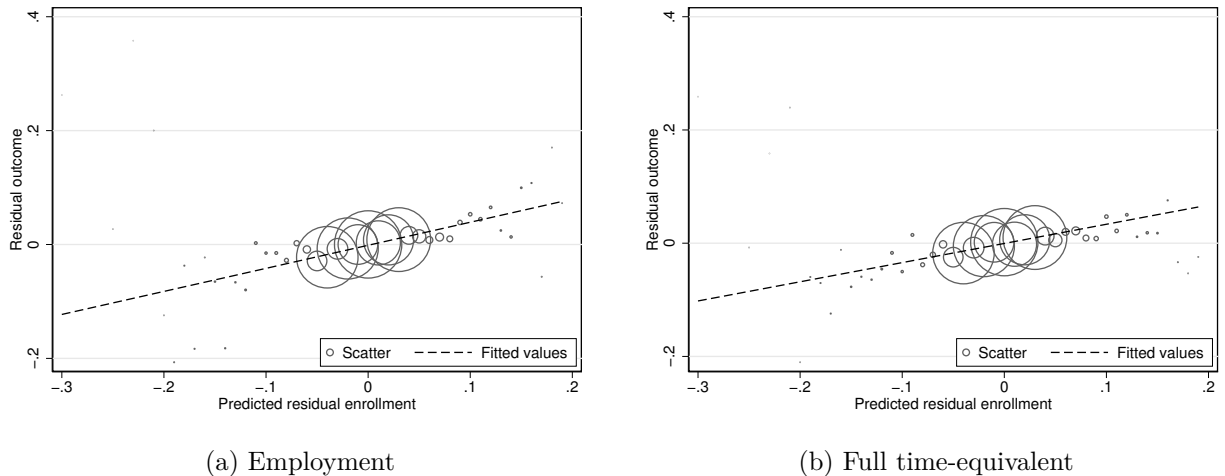 .4
.2
0
-.2
Residual outcome
-.3
-.2
-.1
0
.1
.2
Predicted residual enrollment
Scatter
Fitted values
(a) Employment
.4
.2
0
-.2
Residual outcome
-.3
-.2
-.1
0
.1
.2
Predicted residual enrollment
Scatter
Fitted values
(b) Full time-equivalent